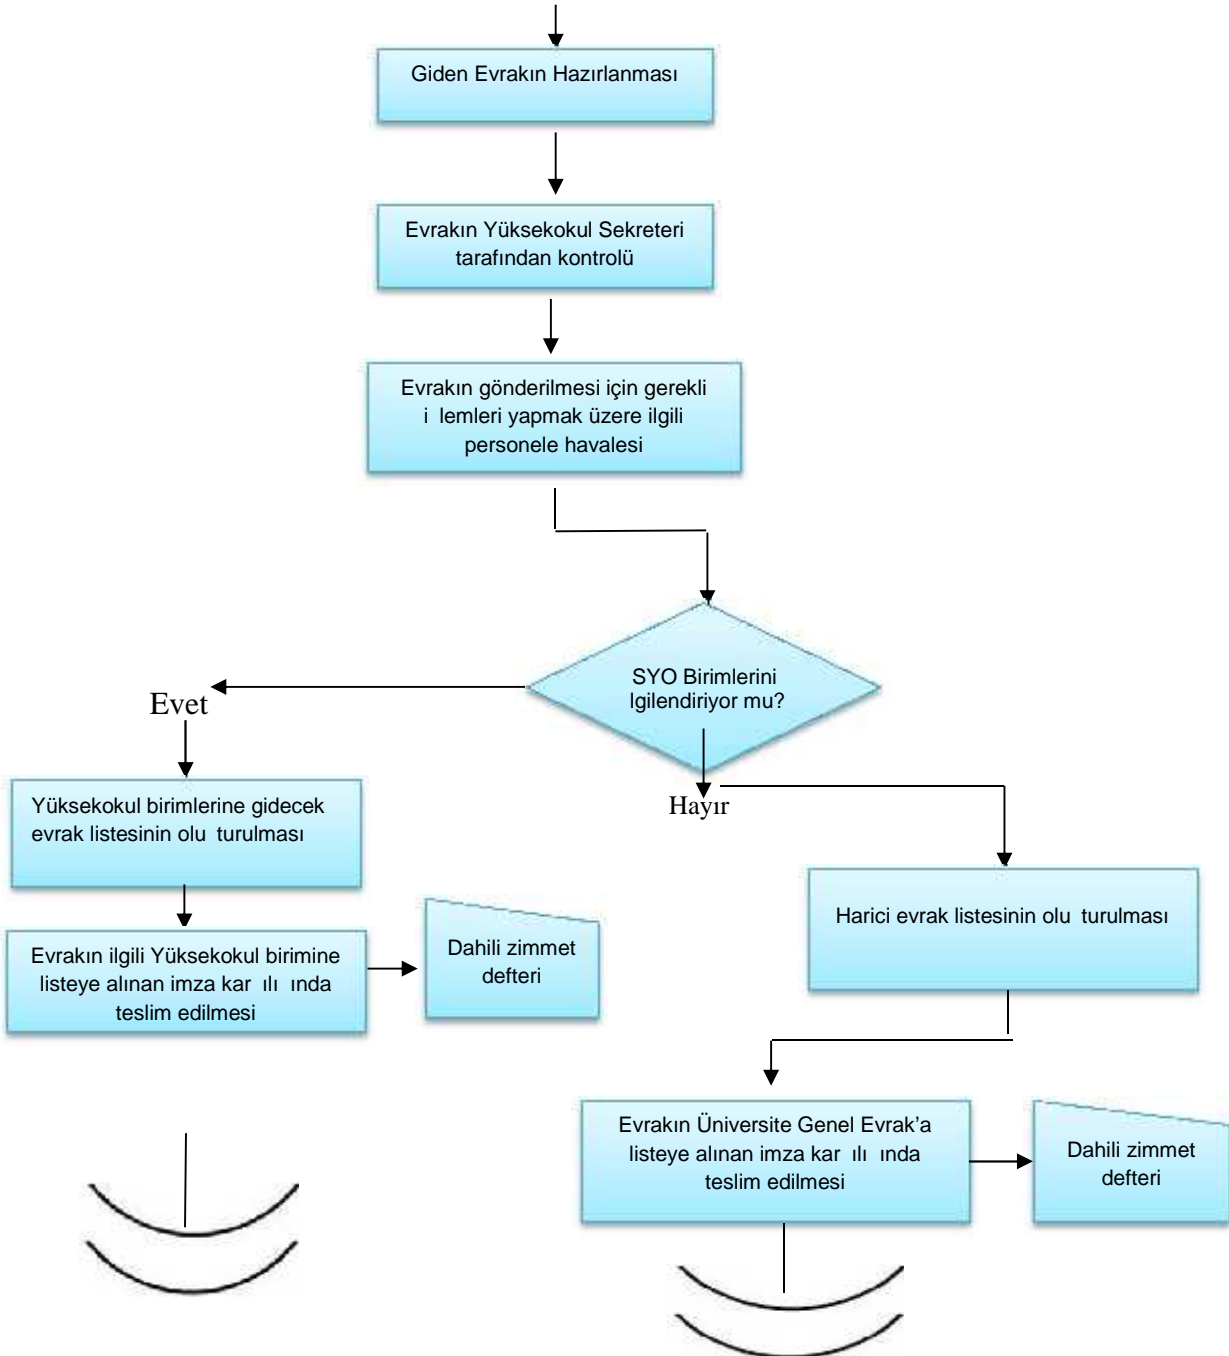 Giden Evrakın Hazırlanması
Evrakın Yüksekokul Sekreteri
tarafından kontrolü
Evrakın gönderilmesi için gerekli
i lemleri yapmak üzere ilgili
personele havalesi
SYO Birimlerini
lgilendiriyor mu?
Evet
Hayır
Yüksekokul birimlerine gidecek
evrak listesinin olu turulması
Harici evrak listesinin olu turulması
Evrakın ilgili Yüksekokul birimine
listeye alınan imza kar ılı ında
teslim edilmesi
Dahili zimmet
defteri
Evrakın Üniversite Genel Evrak’a
listeye alınan imza kar ılı ında
teslim edilmesi
Dahili zimmet
defteri